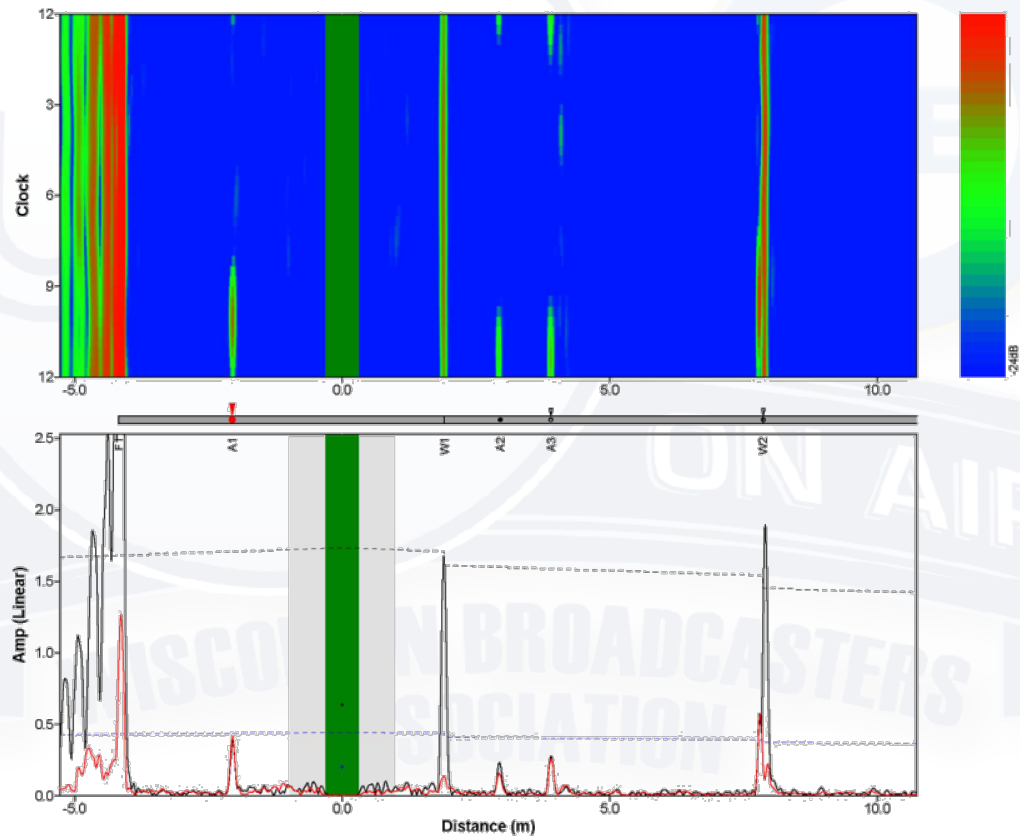 12
3
Clock
6
9
12
-5.0 0.0 5.0 10.0
-24dB
2.5
F1 A1 W1 A2 A3 W2
2.0
1.5
Amp (Linear)
1.0
0.5
0.0
-5.0 0.0 5.0 10.0
Distance (m)
ON AIR
WISCONSIN BROADCASTERS
ASSOCIATION